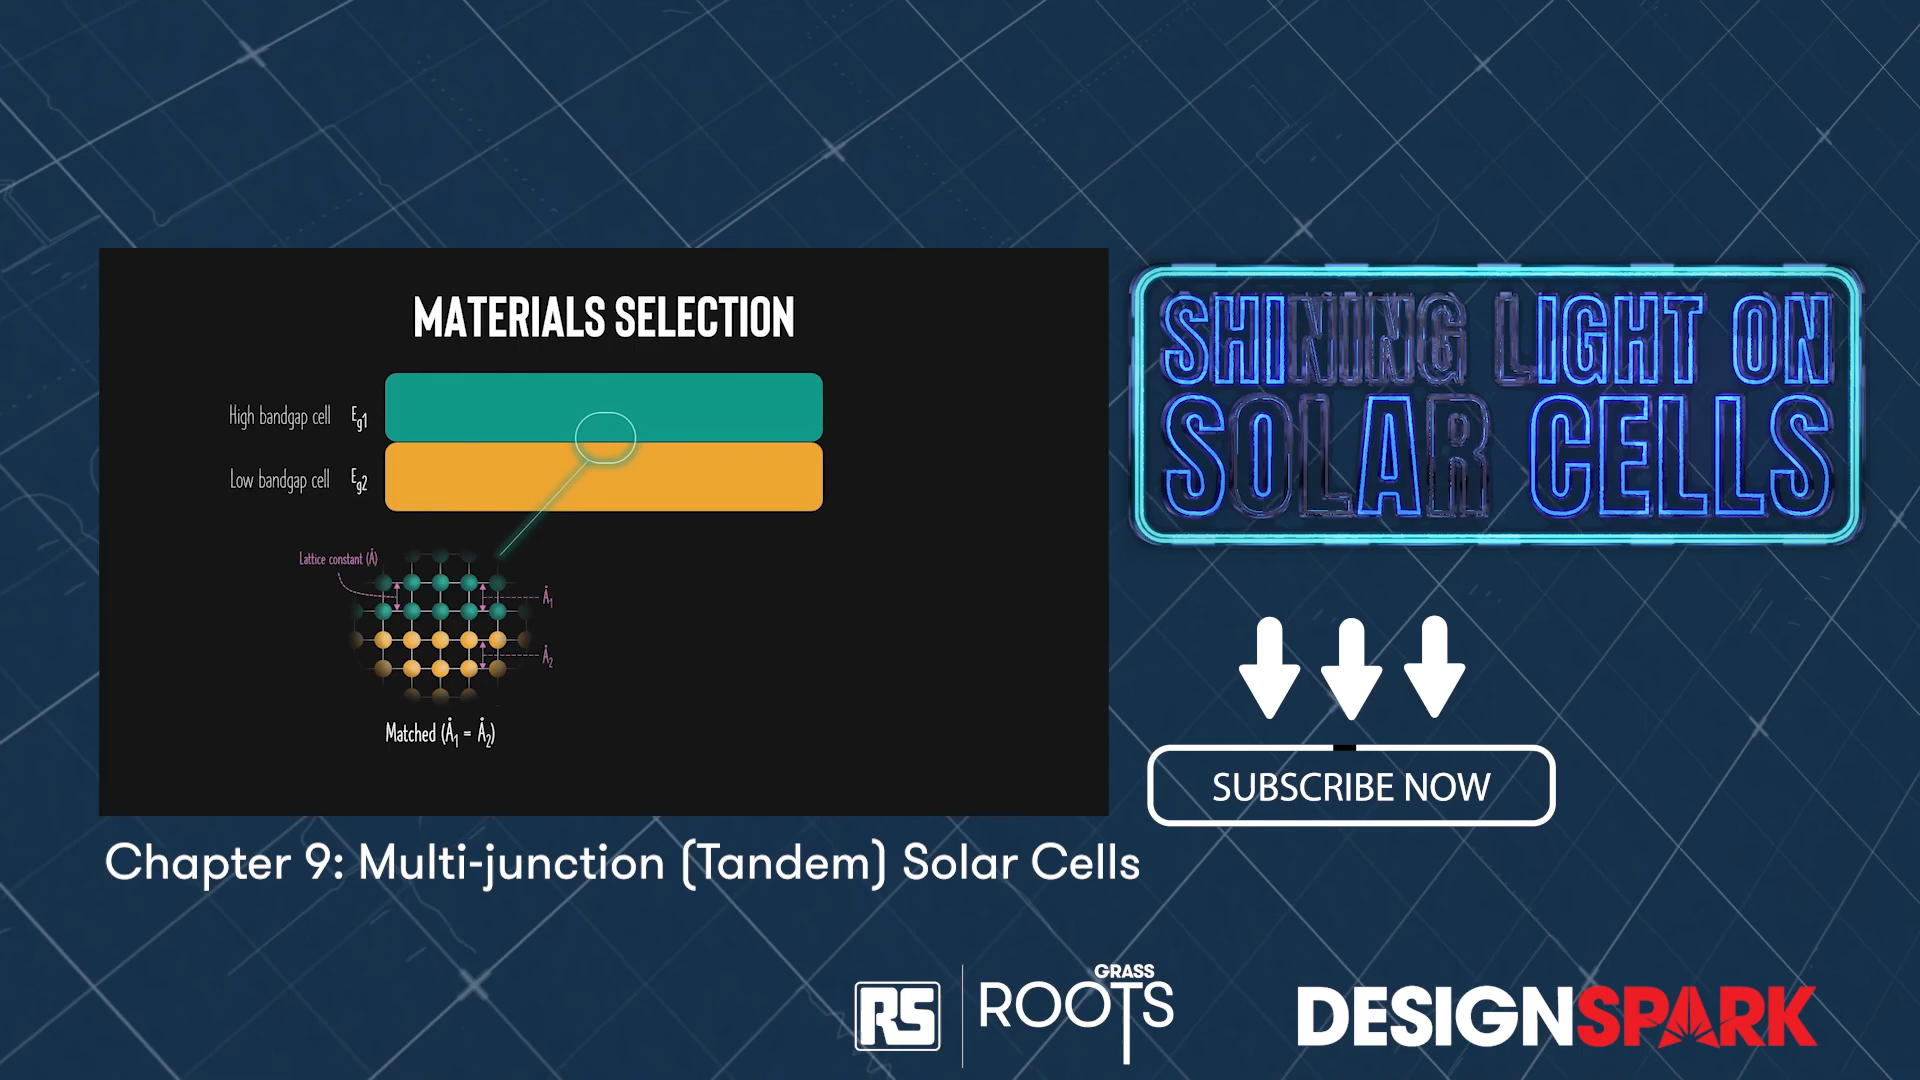 MATERIALS SELECTION
High bandgap cell Eg1
Low bandgap cell Eg2
Lattice constant (Å)
Å1
Å2
Matched (Å1 = Å2)
SHINING LIGHT ON
SOLAR CELLS
SUBSCRIBE NOW
Chapter 9: Multi-junction (Tandem) Solar Cells
RS
GRASS
ROOTS
DESIGNSPARK